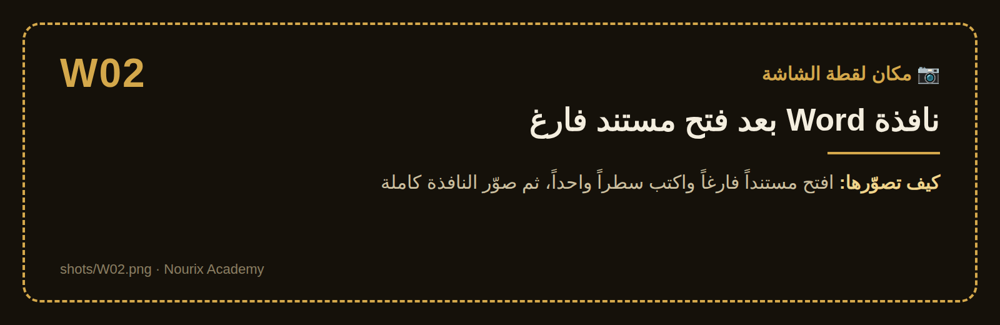 W02
📷 مكان لقطة الشاشة
نافذة Word بعد فتح مستند فارغ
كيف تصوّرها: افتح مستنداً فارغاً واكتب سطراً واحداً، ثم صوّر النافذة كاملة
shots/W02.png · Nourix Academy